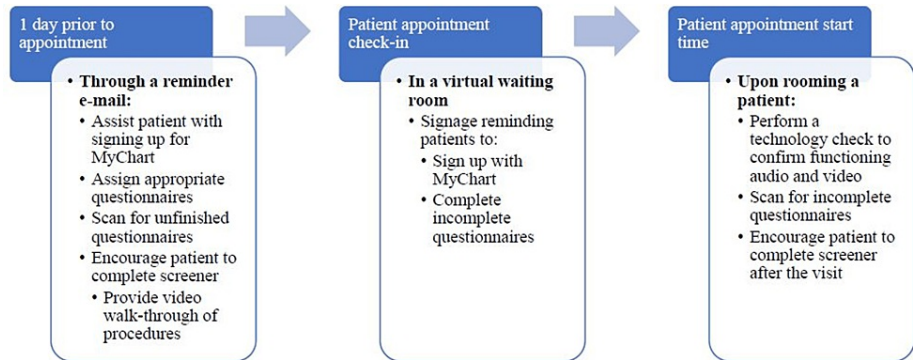 1 day prior to
appointment
• Through a reminder
e-mail:
• Assist patient with
signing up for
MyChart
• Assign appropriate
questionnaires
• Scan for unfinished
questionnaires
• Encourage patient to
complete screener
• Provide video
walk-through of
procedures
Patient appointment
check-in
• In a virtual waiting
room
• Signage reminding
patients to:
• Sign up with
MyChart
• Complete
incomplete
questionnaires
Patient appointment start
time
• Upon rooming a
patient:
• Perform a
technology check to
confirm functioning
audio and video
• Scan for incomplete
questionnaires
• Encourage patient to
complete screener
after the visit